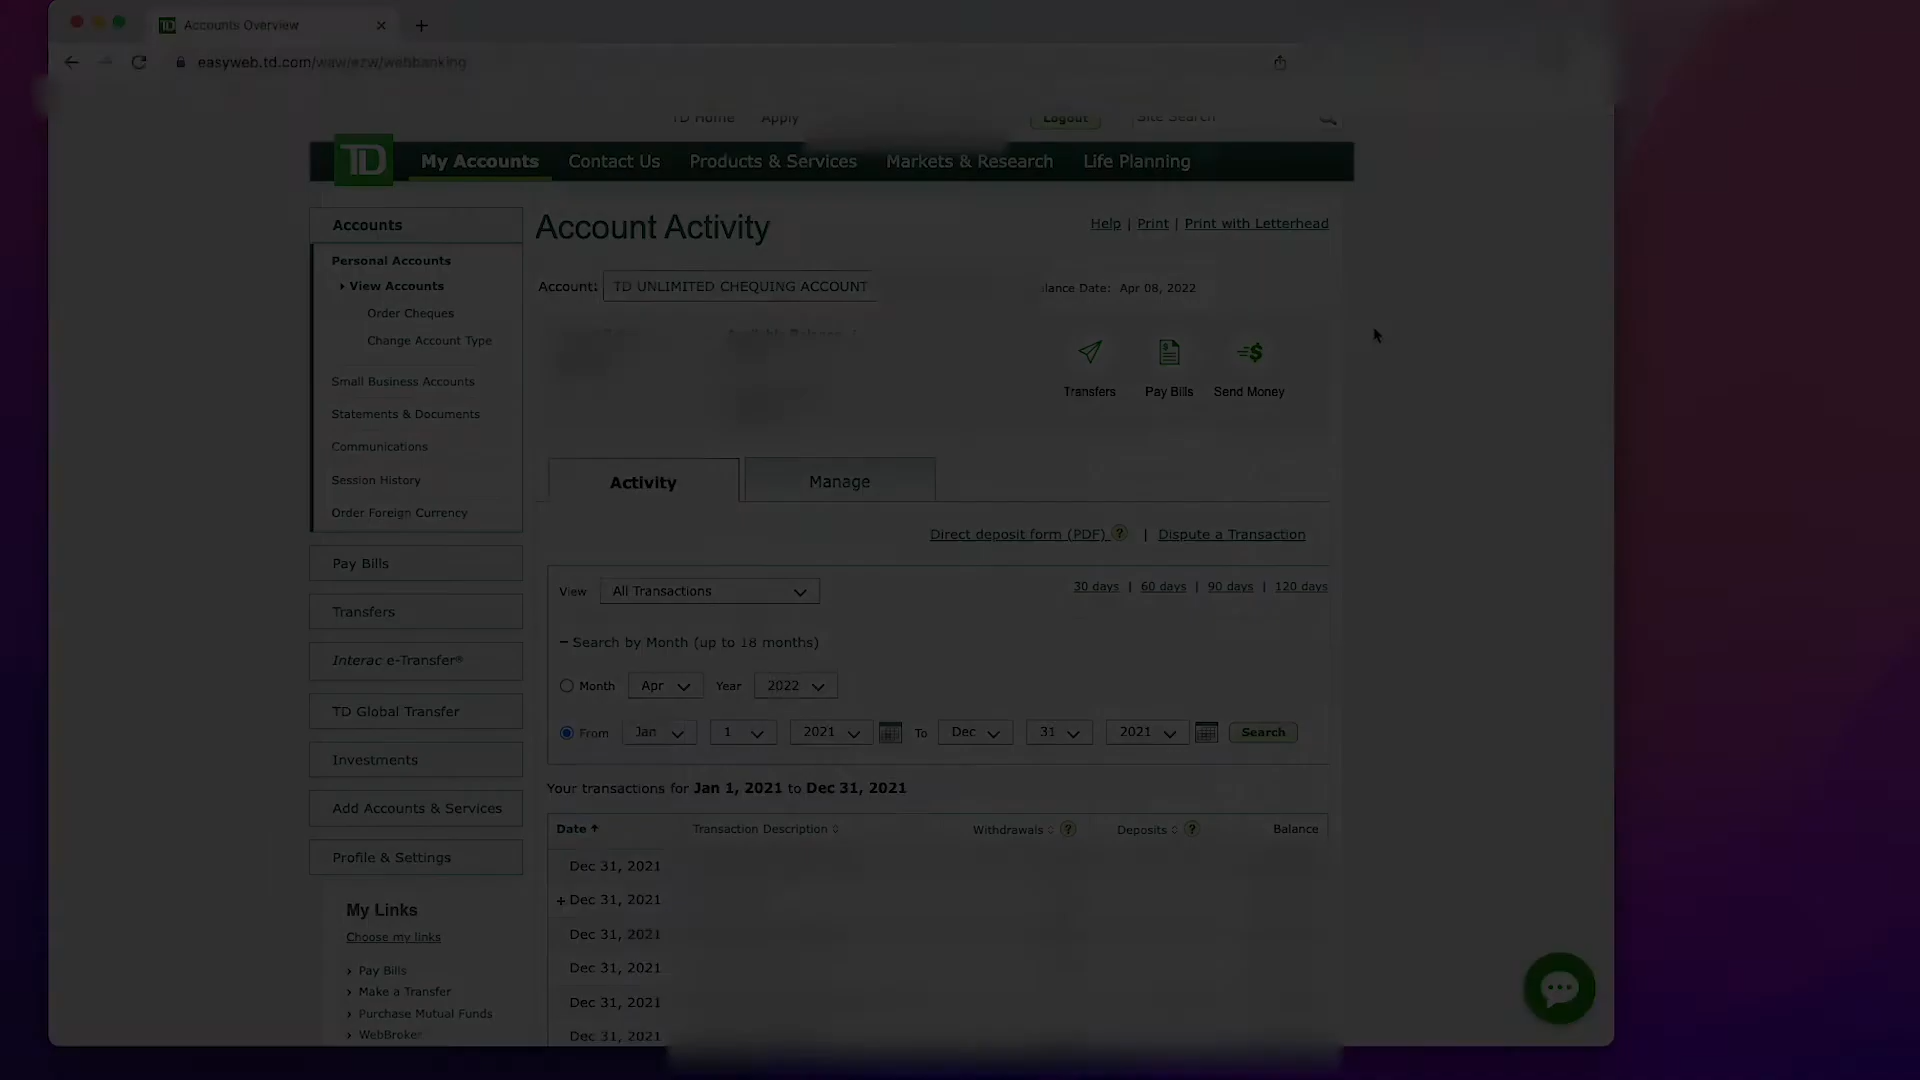 Accounts Overview
easyweb.td.com/waw/ezw/webbanking
TD Home Apply Logout Site Search
TD My Accounts Contact Us Products & Services Markets & Research Life Planning
Accounts
Personal Accounts
View Accounts
Order Cheques
Change Account Type
Small Business Accounts
Statements & Documents
Communications
Session History
Order Foreign Currency
Pay Bills
Transfers
Interac e-Transfer®
TD Global Transfer
Investments
Add Accounts & Services
Profile & Settings
My Links
Choose my links
› Pay Bills
› Make a Transfer
› Purchase Mutual Funds
› WebBroker
Account Activity
Help | Print | Print with Letterhead
Account: TD UNLIMITED CHEQUING ACCOUNT
lance Date: Apr 08, 2022
Available Balance
Transfers Pay Bills Send Money
Activity Manage
Direct deposit form (PDF) ? | Dispute a Transaction
View All Transactions 30 days | 60 days | 90 days | 120 days
− Search by Month (up to 18 months)
Month Apr Year 2022
From Jan 1 2021 To Dec 31 2021 Search
Your transactions for Jan 1, 2021 to Dec 31, 2021
Date Transaction Description Withdrawals ? Deposits ? Balance
Dec 31, 2021
+ Dec 31, 2021
Dec 31, 2021
Dec 31, 2021
Dec 31, 2021
Dec 31, 2021